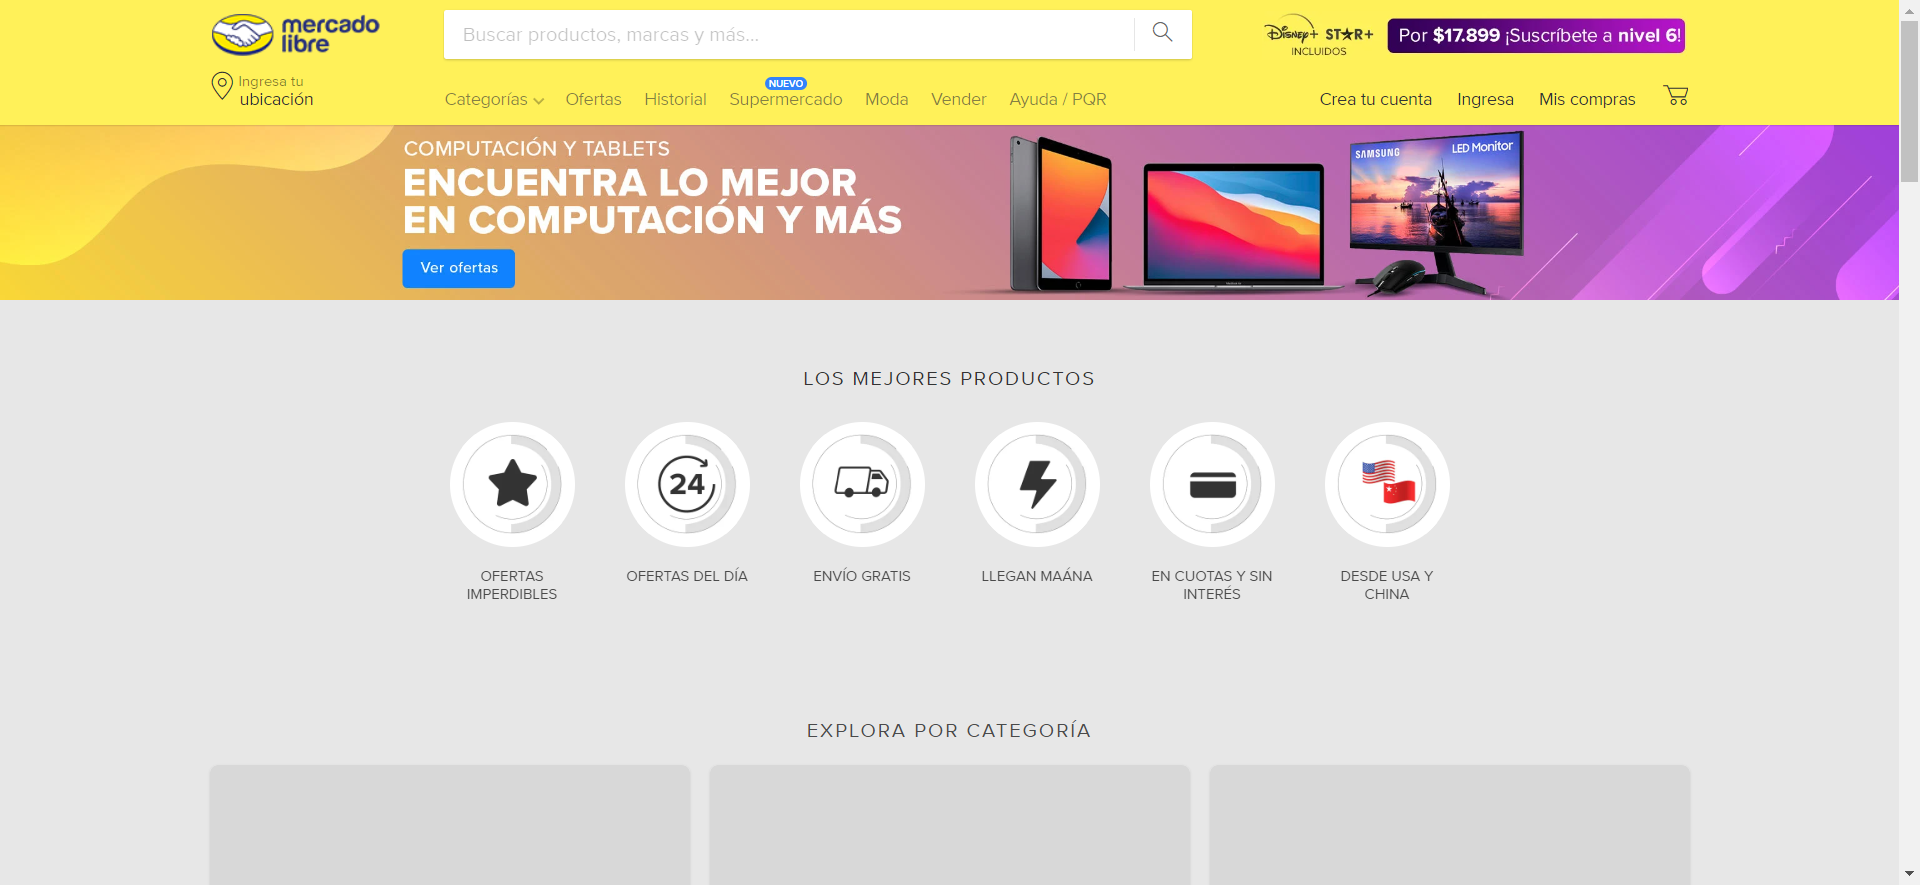 mercado
libre
Buscar productos, marcas y más...
Disney+ STAR+
INCLUIDOS
Por $17.899 ¡Suscríbete a nivel 6!
Ingresa tu
ubicación
NUEVO
Categorías Ofertas Historial Supermercado Moda Vender Ayuda / PQR
Crea tu cuenta Ingresa Mis compras
COMPUTACIÓN Y TABLETS
ENCUENTRA LO MEJOR
EN COMPUTACIÓN Y MÁS
Ver ofertas
SAMSUNG LED Monitor
LOS MEJORES PRODUCTOS
24
OFERTAS
IMPERDIBLES
OFERTAS DEL DÍA
ENVÍO GRATIS
LLEGAN MAÁNA
EN CUOTAS Y SIN
INTERÉS
DESDE USA Y
CHINA
EXPLORA POR CATEGORÍA